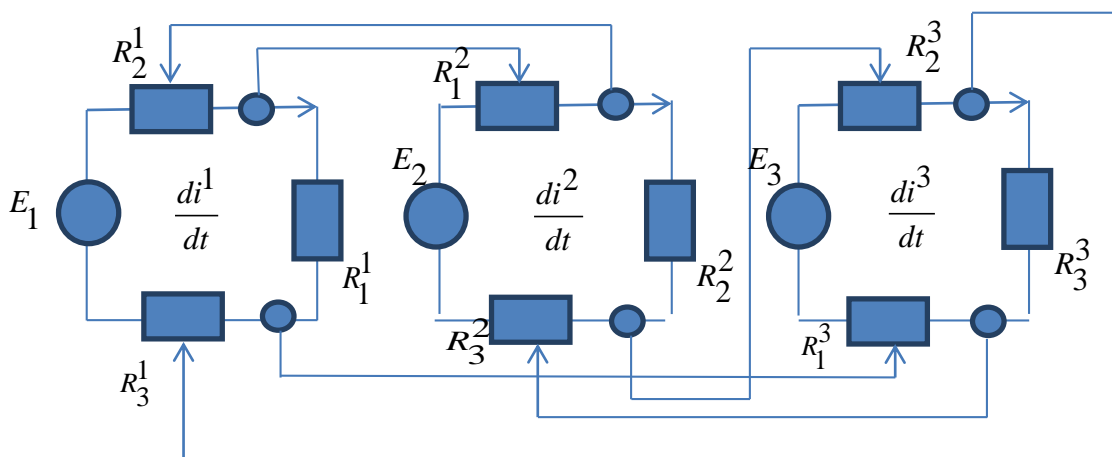 R_2^1
R_1^2
R_2^3
E_1
di^1/dt
R_1^1
E_2
di^2/dt
R_2^2
E_3
di^3/dt
R_3^3
R_3^1
R_3^2
R_1^3